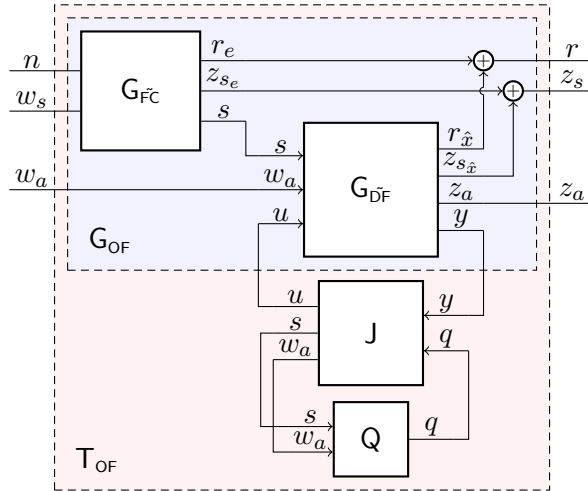 r_e
r
n
z_{s_e}
z_s
G_{F̃C}
w_s
s
s
r_{x̂}
w_a
w_a
z_{s_{x̂}}
G_{D̃F}
z_a
z_a
u
y
G_{OF}
u
y
s
J
q
w_a
s
w_a
Q
q
T_{OF}